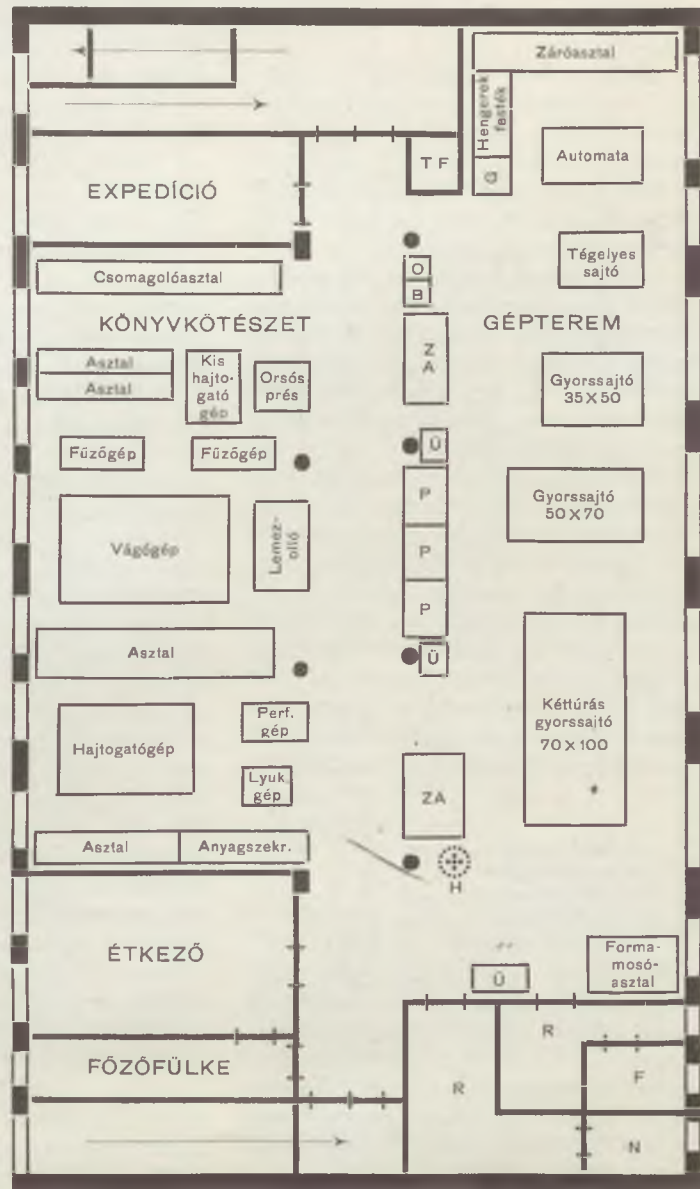 Záróasztal
Hengerek
festék
G
Automata
TF
EXPEDÍCIÓ
Tégelyes
sajtó
O
B
Csomagolóasztal
KÖNYVKÖTÉSZET
GÉPTEREM
Z
A
Asztal
Asztal
Kis
hajto-
gató
gép
Orsós
prés
Gyorssajtó
35X50
Fűzőgép
Fűzőgép
Ü
P
P
P
Ü
Gyorssajtó
50X70
Vágógép
Lemez-
olló
Asztal
Kéttúrás
gyorssajtó
70X100
Hajtogatógép
Perf.
gép
Lyuk.
gép
ZA
Asztal
Anyagszekr.
H
ÉTKEZŐ
Forma-
mosó-
asztal
Ü
FŐZŐFÜLKE
R
R
F
N